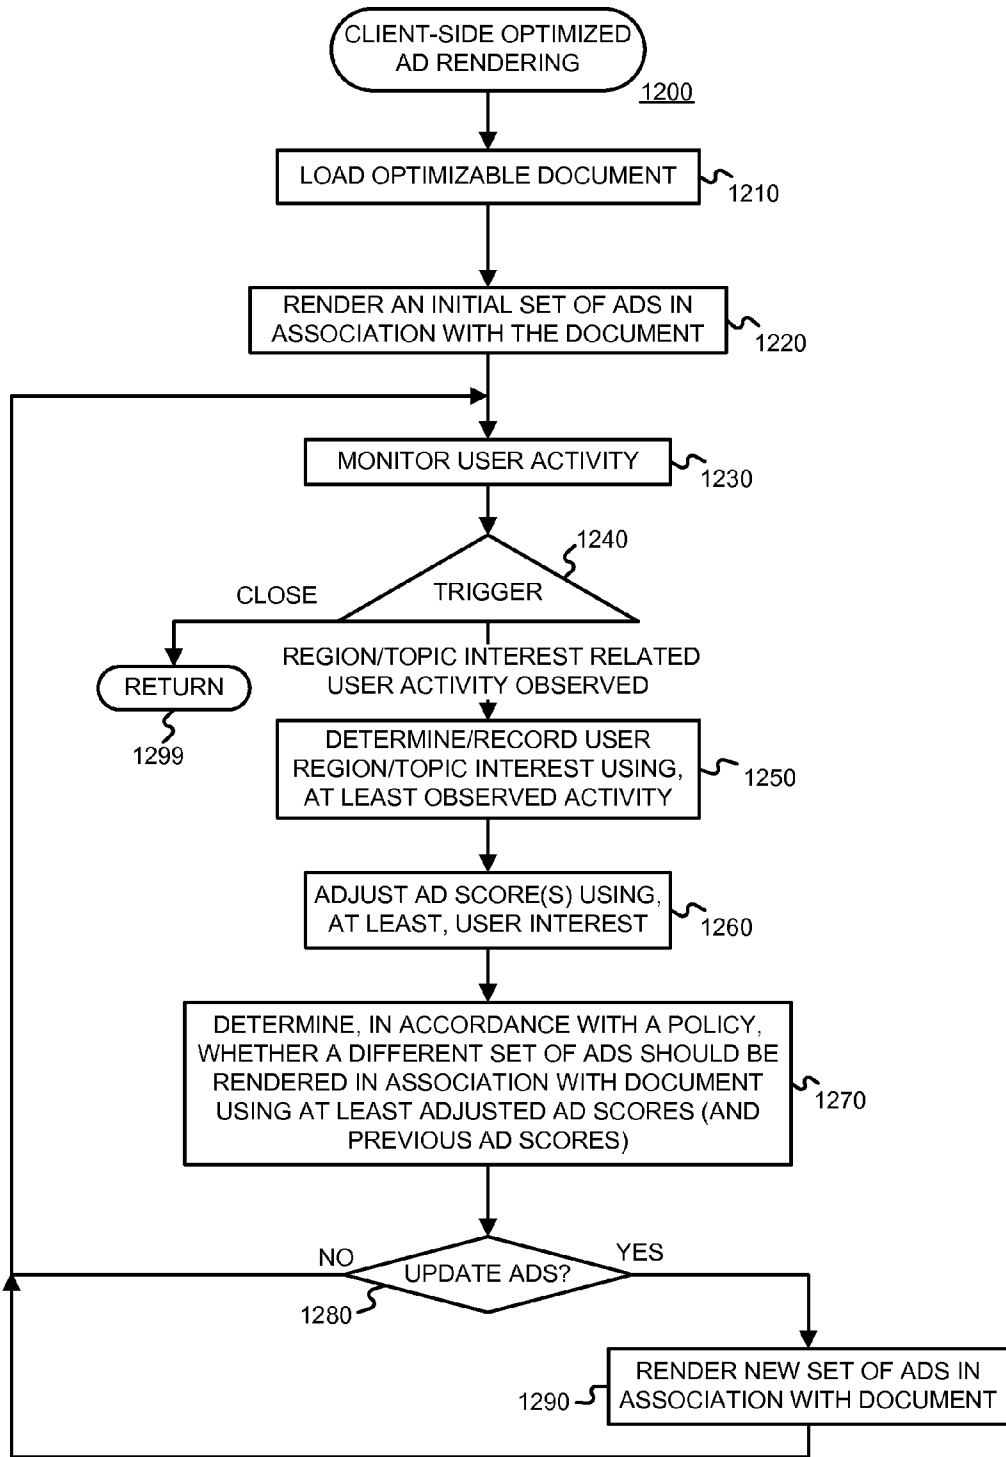 CLIENT-SIDE OPTIMIZED
AD RENDERING
1200
LOAD OPTIMIZABLE DOCUMENT
1210
RENDER AN INITIAL SET OF ADS IN
ASSOCIATION WITH THE DOCUMENT
1220
MONITOR USER ACTIVITY
1230
1240
TRIGGER
CLOSE
REGION/TOPIC INTEREST RELATED
USER ACTIVITY OBSERVED
RETURN
1299
DETERMINE/RECORD USER
REGION/TOPIC INTEREST USING,
AT LEAST OBSERVED ACTIVITY
1250
ADJUST AD SCORE(S) USING,
AT LEAST, USER INTEREST
1260
DETERMINE, IN ACCORDANCE WITH A POLICY,
WHETHER A DIFFERENT SET OF ADS SHOULD BE
RENDERED IN ASSOCIATION WITH DOCUMENT
USING AT LEAST ADJUSTED AD SCORES (AND
PREVIOUS AD SCORES)
1270
NO
YES
UPDATE ADS?
1280
RENDER NEW SET OF ADS IN
ASSOCIATION WITH DOCUMENT
1290